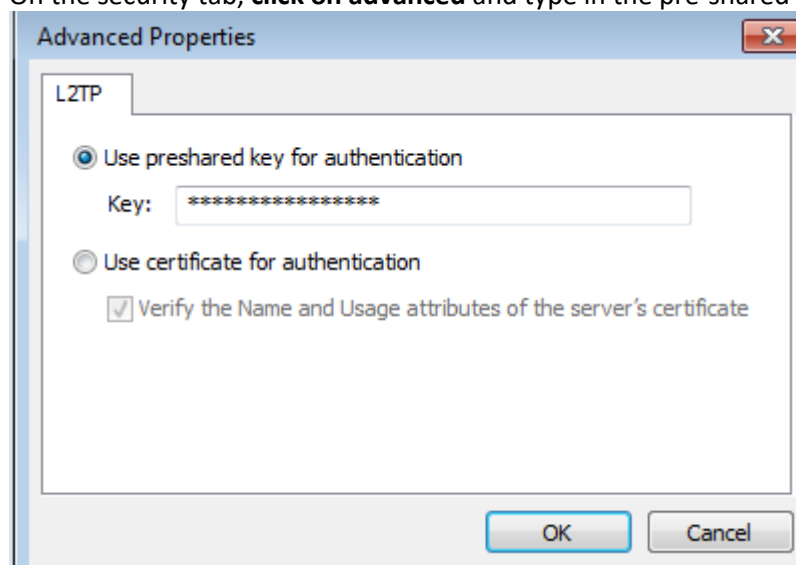 On the security tab, click on advanced and type in the pre-shared
Advanced Properties
L2TP
Use preshared key for authentication
Key: ****************
Use certificate for authentication
Verify the Name and Usage attributes of the server's certificate
OK Cancel